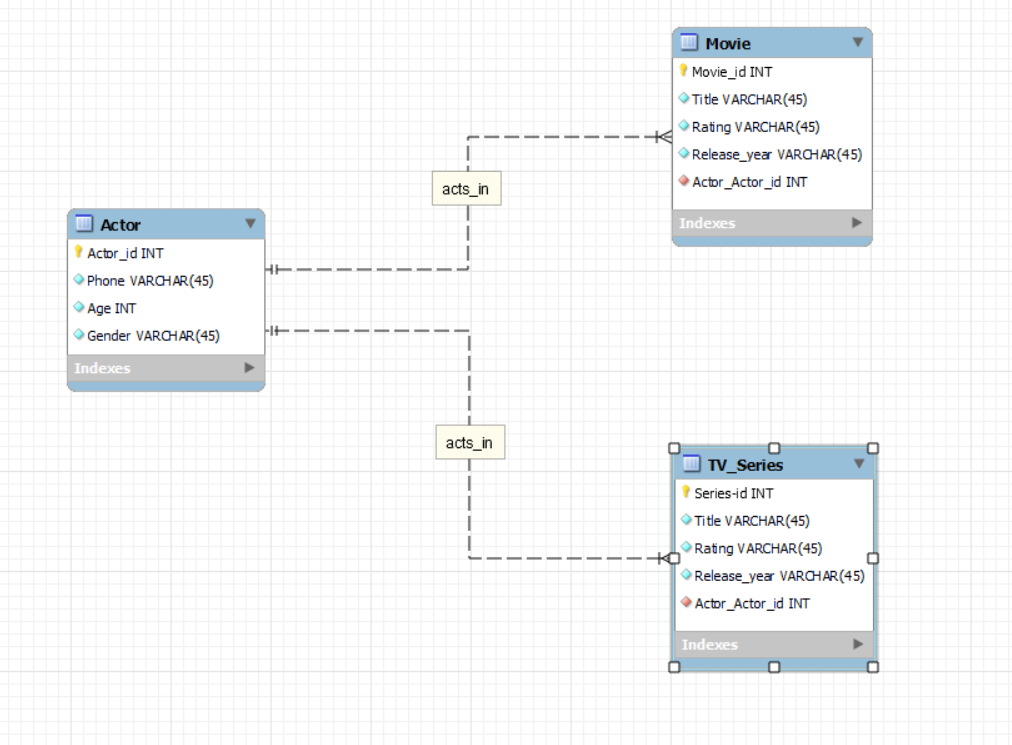 Movie
Movie_id INT
Title VARCHAR(45)
Rating VARCHAR(45)
Release_year VARCHAR(45)
Actor_Actor_id INT
Indexes
acts_in
Actor
Actor_id INT
Phone VARCHAR(45)
Age INT
Gender VARCHAR(45)
Indexes
acts_in
TV_Series
Series-id INT
Title VARCHAR(45)
Rating VARCHAR(45)
Release_year VARCHAR(45)
Actor_Actor_id INT
Indexes